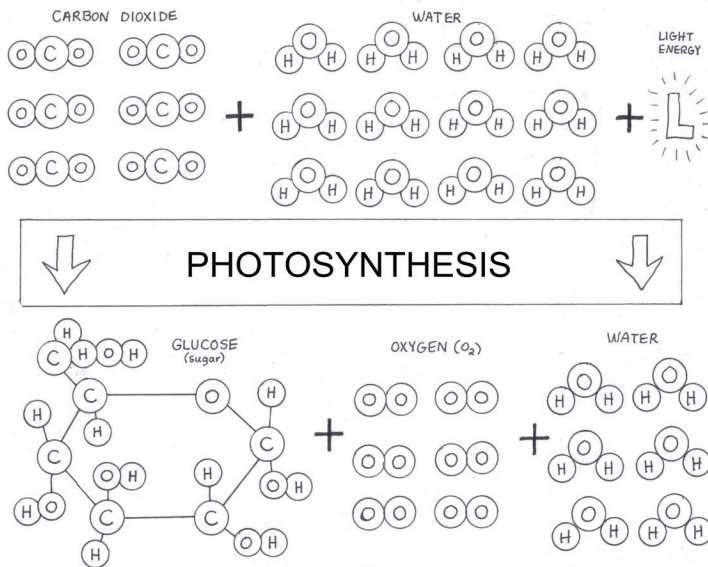 CARBON DIOXIDE
WATER
LIGHT
ENERGY
O C O O C O
O C O O C O
O C O O C O
+
H O H H O H H O H H O H
H O H H O H H O H H O H
H O H H O H H O H H O H
+
L
PHOTOSYNTHESIS
GLUCOSE
(sugar)
H
C H O H
C O H
H H
C C
O H H O H
H O C C
H O H
+
OXYGEN (O₂)
O O O O
O O O O
O O O O
+
WATER
H O H H O H
H O H H O H
H O H H O H